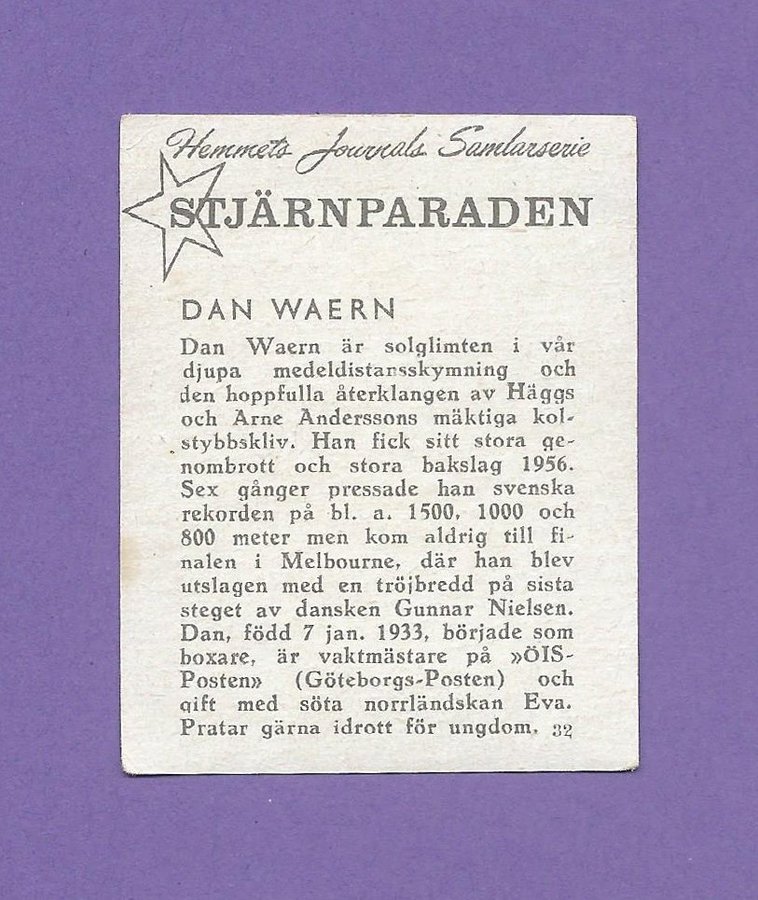 Hemmets Journals Samlarserie
STJÄRNPARADEN
DAN WAERN
Dan Waern är solglimten i vår
djupa medeldistansskymning och
den hoppfulla återklangen av Häggs
och Arne Anderssons mäktiga kol-
stybbskliv. Han fick sitt stora ge-
nombrott och stora bakslag 1956.
Sex gånger pressade han svenska
rekorden på bl. a. 1500, 1000 och
800 meter men kom aldrig till fi-
nalen i Melbourne, där han blev
utslagen med en tröjbredd på sista
steget av dansken Gunnar Nielsen.
Dan, född 7 jan. 1933, började som
boxare, är vaktmästare på »ÖIS-
Posten» (Göteborgs-Posten) och
gift med söta norrländskan Eva.
Pratar gärna idrott för ungdom. 32